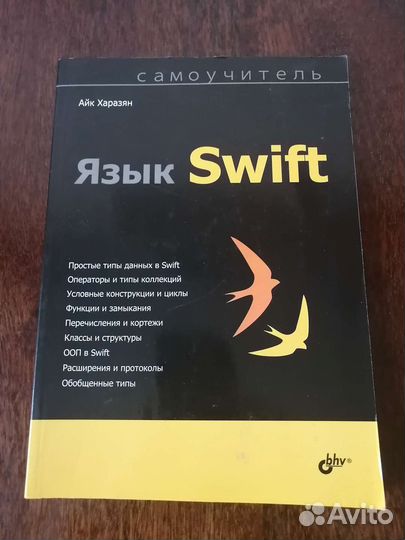 самоучитель
Айк Харазян
Язык Swift
Простые типы данных в Swift
Операторы и типы коллекций
Условные конструкции и циклы
Функции и замыкания
Перечисления и кортежи
Классы и структуры
ООП в Swift
Расширения и протоколы
Обобщенные типы
bhv®
Avito